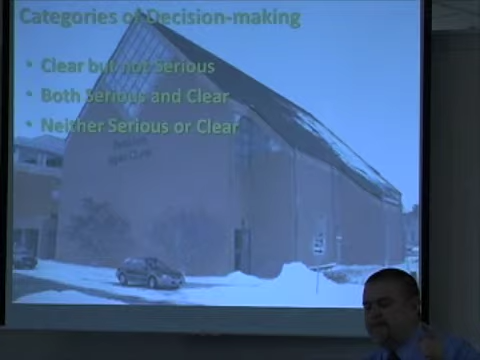 Categories of Decision-making
• Clear but not Serious
• Both Serious and Clear
• Neither Serious or Clear